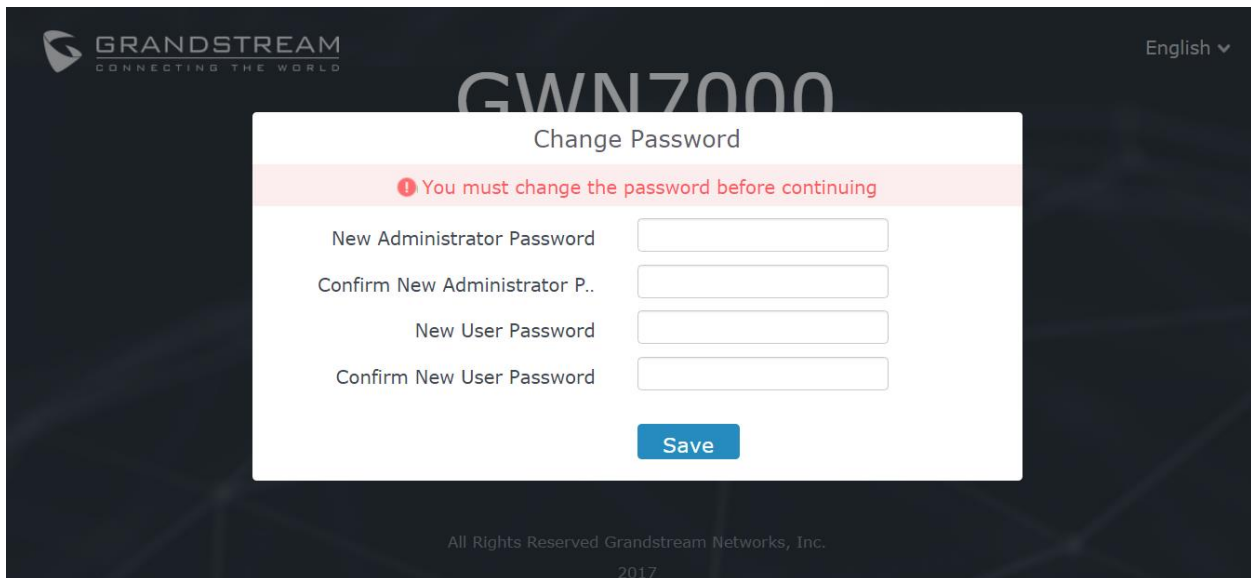 GRANDSTREAM
CONNECTING THE WORLD
English
GWN7000
Change Password
You must change the password before continuing
New Administrator Password
Confirm New Administrator P..
New User Password
Confirm New User Password
Save
All Rights Reserved Grandstream Networks, Inc.
2017